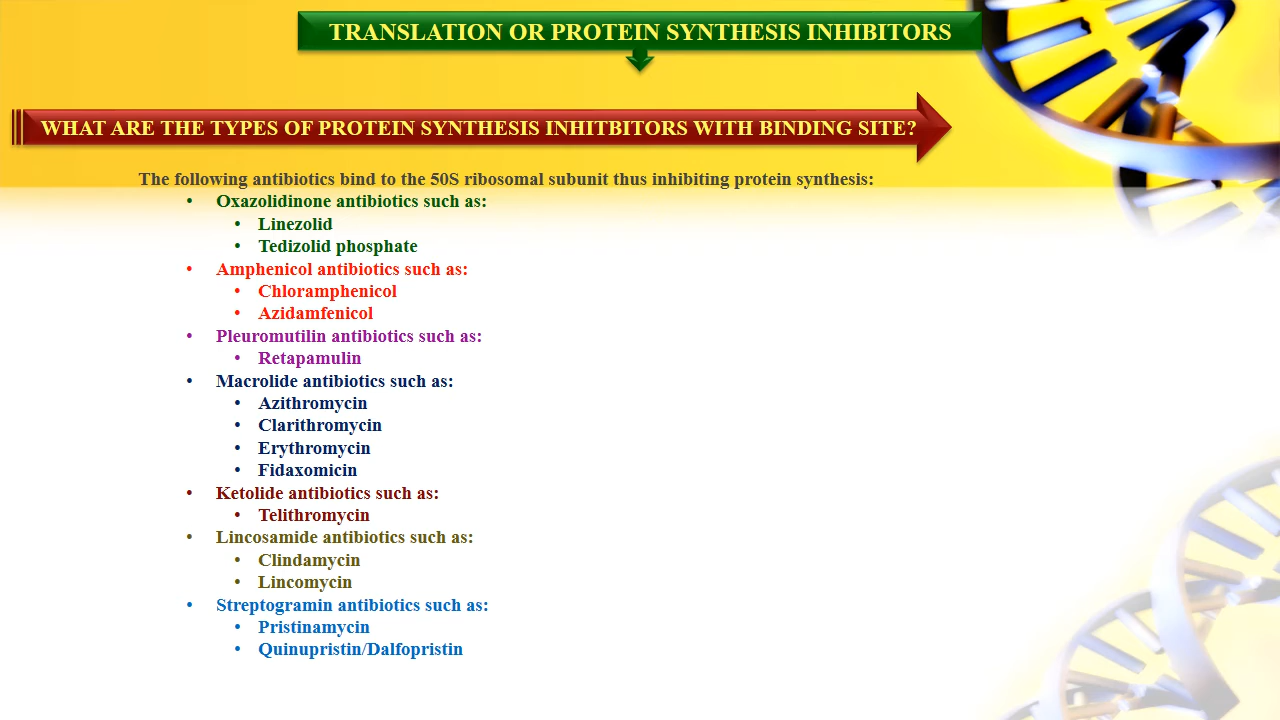 TRANSLATION OR PROTEIN SYNTHESIS INHIBITORS
WHAT ARE THE TYPES OF PROTEIN SYNTHESIS INHITBITORS WITH BINDING SITE?
The following antibiotics bind to the 50S ribosomal subunit thus inhibiting protein synthesis:
• Oxazolidinone antibiotics such as:
• Linezolid
• Tedizolid phosphate
• Amphenicol antibiotics such as:
• Chloramphenicol
• Azidamfenicol
• Pleuromutilin antibiotics such as:
• Retapamulin
• Macrolide antibiotics such as:
• Azithromycin
• Clarithromycin
• Erythromycin
• Fidaxomicin
• Ketolide antibiotics such as:
• Telithromycin
• Lincosamide antibiotics such as:
• Clindamycin
• Lincomycin
• Streptogramin antibiotics such as:
• Pristinamycin
• Quinupristin/Dalfopristin